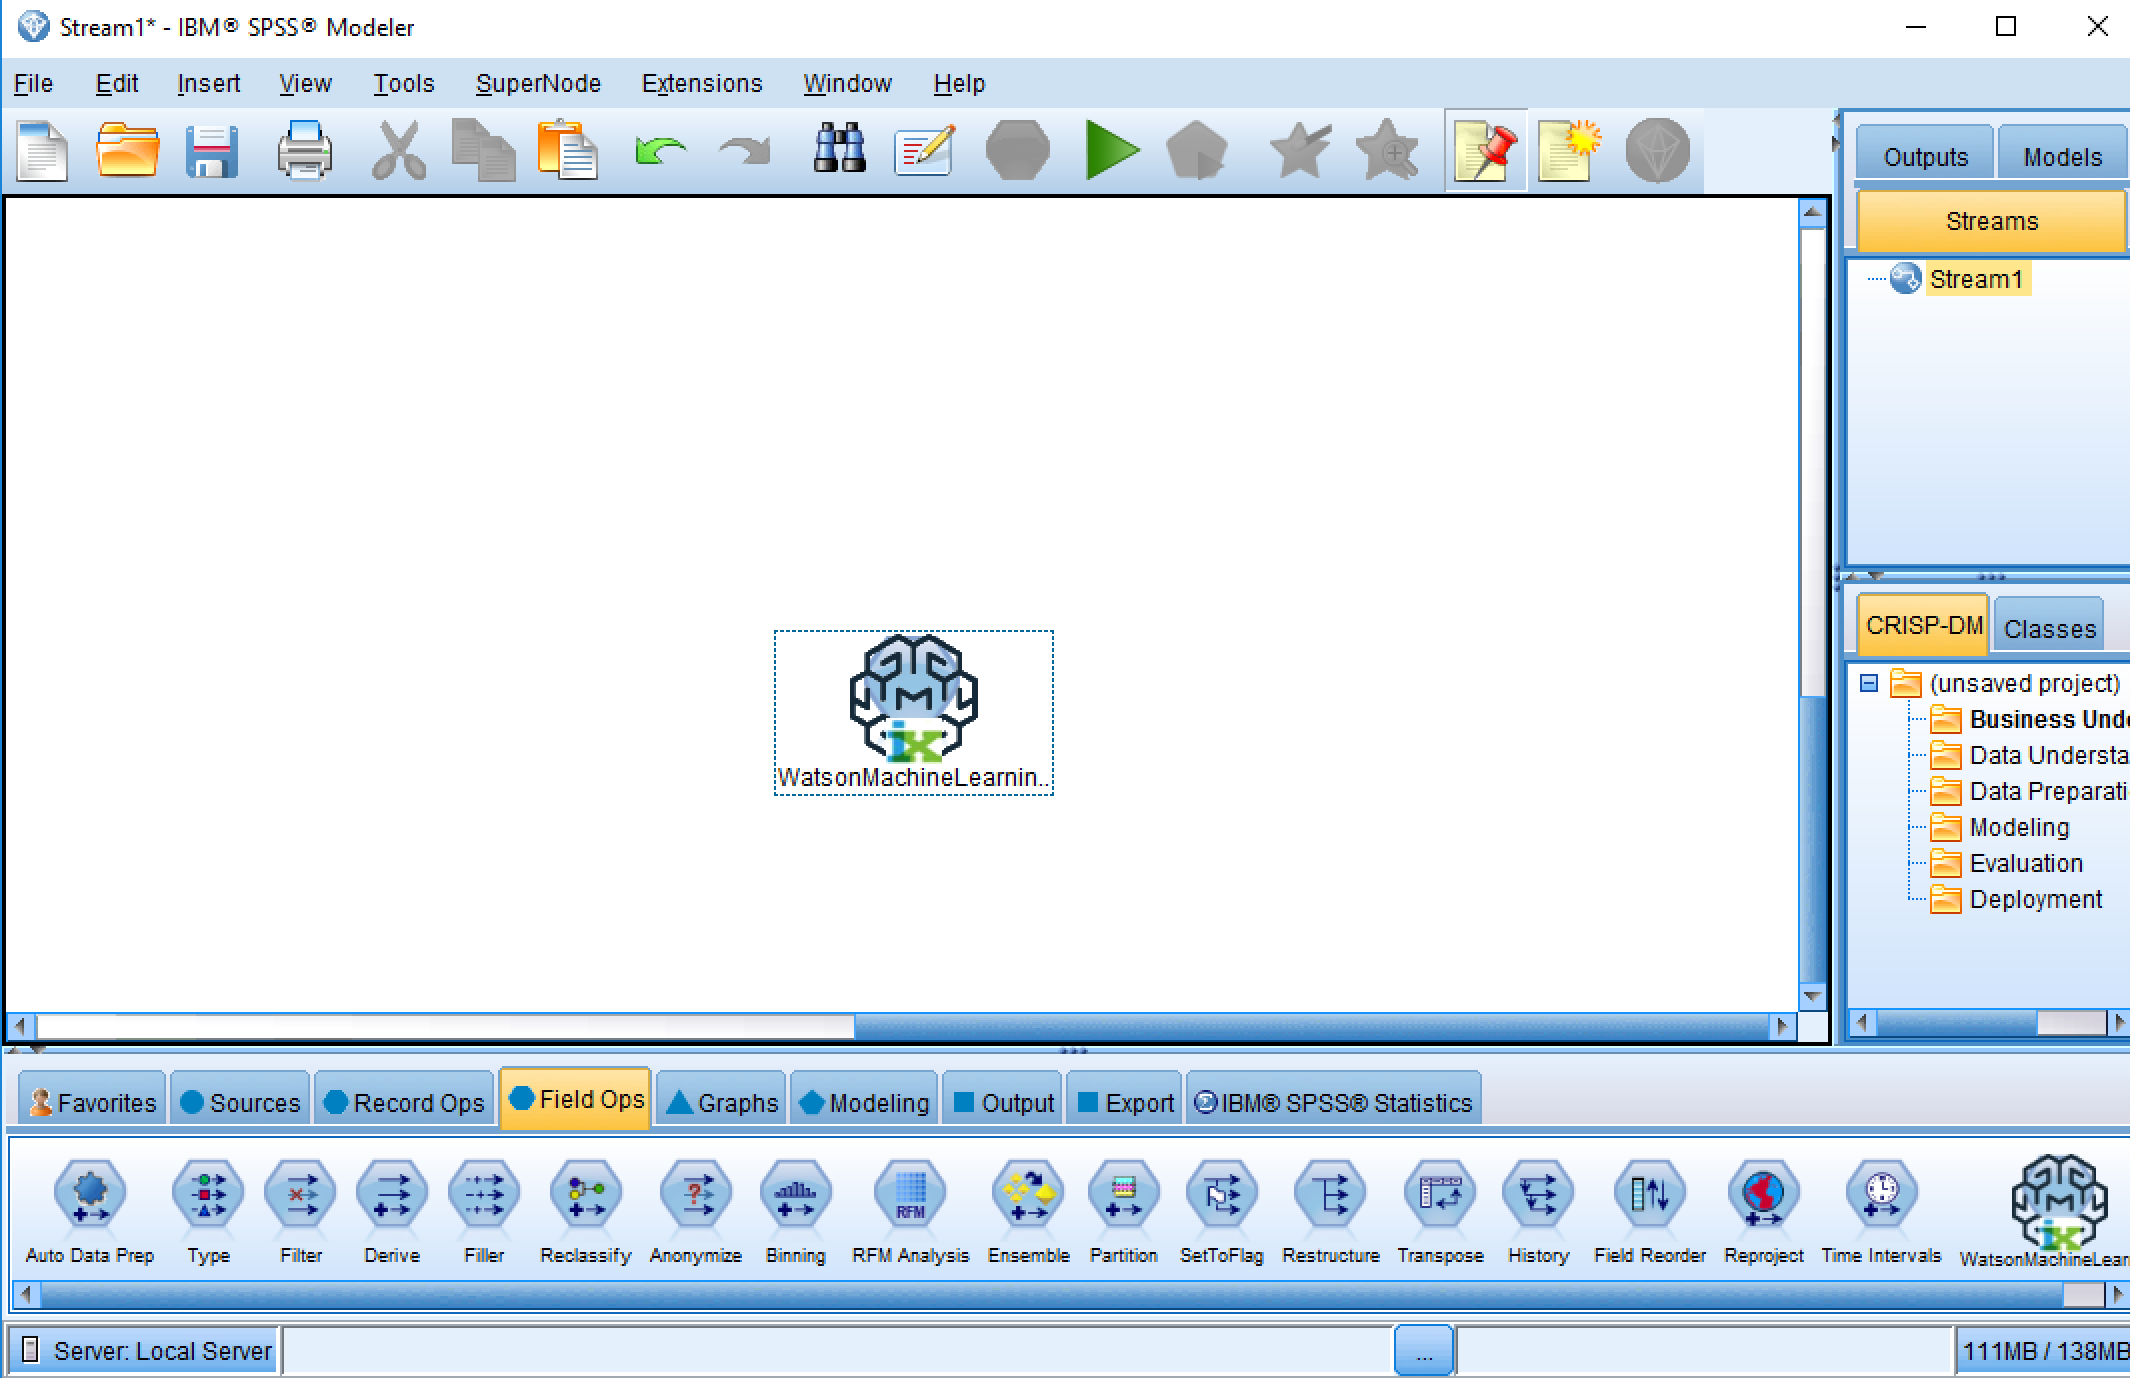 Stream1* - IBM® SPSS® Modeler
File Edit Insert View Tools SuperNode Extensions Window Help
Outputs Models
Streams
Stream1
WatsonMachineLearnin..
CRISP-DM Classes
(unsaved project)
Business Unde
Data Understa
Data Preparati
Modeling
Evaluation
Deployment
Favorites Sources Record Ops Field Ops Graphs Modeling Output Export IBM® SPSS® Statistics
RFM
Auto Data Prep Type Filter Derive Filler Reclassify Anonymize Binning RFM Analysis Ensemble Partition SetToFlag Restructure Transpose History Field Reorder Reproject Time Intervals WatsonMachineLearn
Server: Local Server ... 111MB / 138MB